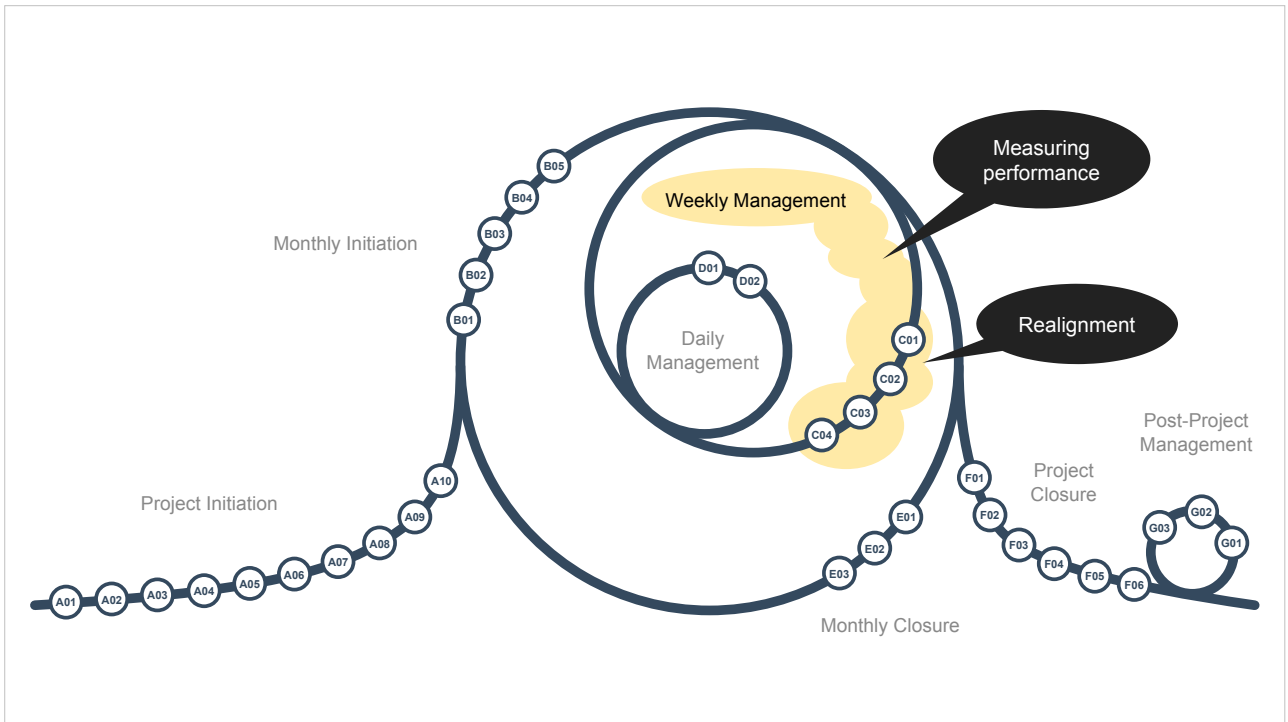 Measuring
performance
B05
B04
Weekly Management
B03
Monthly Initiation
B02
D01
D02
B01
Realignment
C01
Daily
Management
C02
C03
C04
Post-Project
Management
A10
F01
Project
Closure
Project Initiation
A09
E01
F02
G03
G02
G01
A08
E02
F03
A07
A06
E03
F04
A05
F05
F06
A04
A03
A02
A01
Monthly Closure